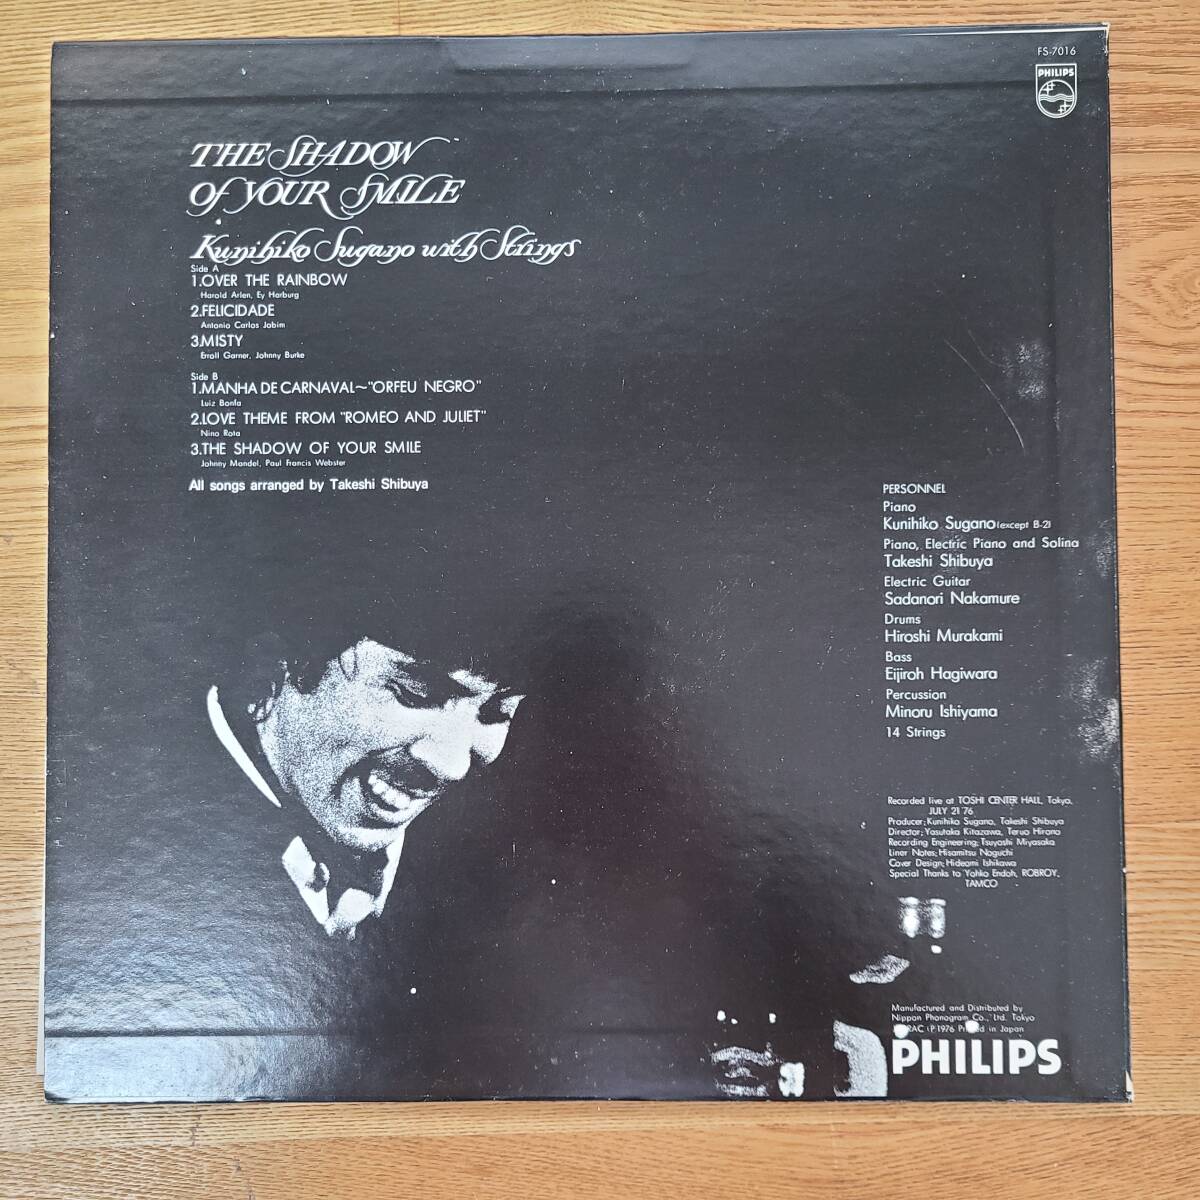 FS-7016
PHILIPS
THE SHADOW
Of YOUR SMILE
Kunihiko Sugano with Strings
Side A
1.OVER THE RAINBOW
Harold Arlen, Ey Harburg
2.FELICIDADE
Antonio Carlos Jobim
3.MISTY
Erroll Garner, Johnny Burke
Side B
1.MANHA DE CARNAVAL~"ORFEU NEGRO"
Luiz Bonfa
2.LOVE THEME FROM "ROMEO AND JULIET"
Nino Rota
3.THE SHADOW OF YOUR SMILE
Johnny Mandel, Paul Francis Webster
All songs arranged by Takeshi Shibuya
PERSONNEL
Piano
Kunihiko Sugano(except B-2)
Piano, Electric Piano and Solina
Takeshi Shibuya
Electric Guitar
Sadanori Nakamure
Drums
Hiroshi Murakami
Bass
Eijiroh Hagiwara
Percussion
Minoru Ishiyama
14 Strings
Recorded live at TOSHI CENTER HALL, Tokyo,
JULY 21 '76
Producer;Kunihiko Sugano, Takeshi Shibuya
Director;Yasutaka Kitazawa, Teruo Hirano
Recording Engineering;Tsuyoshi Miyasaka
Liner Notes;Hisamitsu Noguchi
Cover Design;Hideomi Ishikawa
Special Thanks to Yohko Endoh, ROBROY,
TAMCO
Manufactured and Distributed by
Nippon Phonogram Co., Ltd. Tokyo
(P)1976 Printed in Japan
PHILIPS